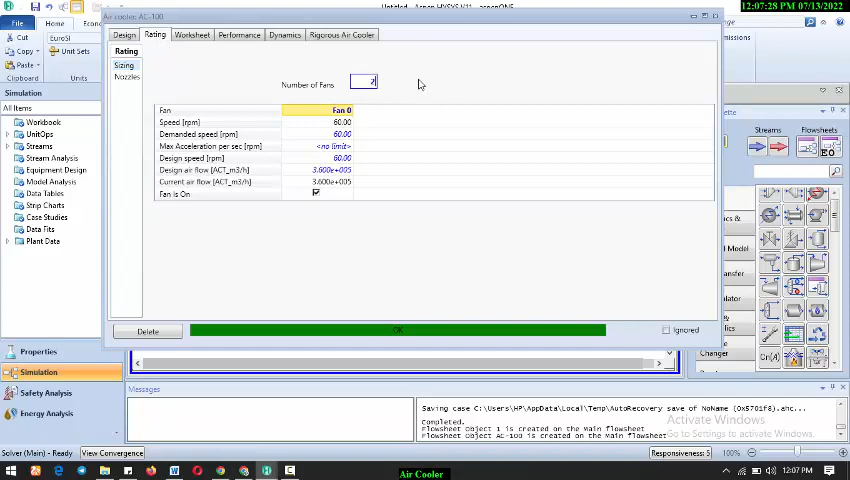 Untitled - Aspen HYSYS V11 - aspenONE
12:07:28 PM 07/13/2022
File
Home
Cut
EuroSI
Copy
Unit Sets
Paste
Clipboard
Units
Simulation
All Items
Workbook
UnitOps
Streams
Stream Analysis
Equipment Design
Model Analysis
Data Tables
Strip Charts
Case Studies
Data Fits
Plant Data
Properties
Simulation
Safety Analysis
Energy Analysis
Air cooler: AC-100
Design
Rating
Worksheet
Performance
Dynamics
Rigorous Air Cooler
Rating
Sizing
Nozzles
Number of Fans
2
Fan
Fan 0
Speed [rpm]
60.00
Demanded speed [rpm]
60.00
Max Acceleration per sec [rpm]
<no limit>
Design speed [rpm]
60.00
Design air flow [ACT_m3/h]
3.600e+005
Current air flow [ACT_m3/h]
3.600e+005
Fan Is On
Delete
OK
Ignored
Streams
Flowsheets
EO
Changer
Cn(A)
Messages
Saving case C:\Users\HP\AppData\Local\Temp\AutoRecovery save of NoName (0x5701f8).ahc...
Completed.
Flowsheet Object 1 is created on the Main flowsheet
Flowsheet Object AC-100 is created on the Main flowsheet
Activate Windows
Go to Settings to activate Windows.
Solver (Main) - Ready
View Convergence
Responsiveness: 5
100%
Air Cooler
12:07 PM